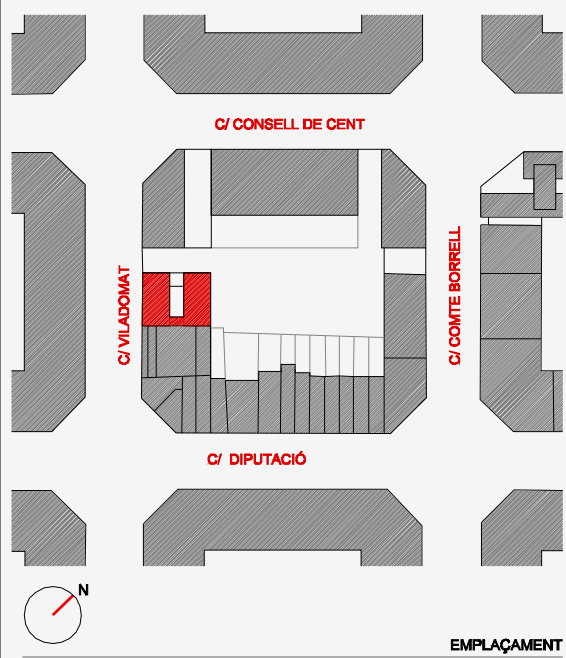 C/ CONSELL DE CENT
C/ VILADOMAT
C/ COMTE BORRELL
C/ DIPUTACIÓ
N
EMPLAÇAMENT